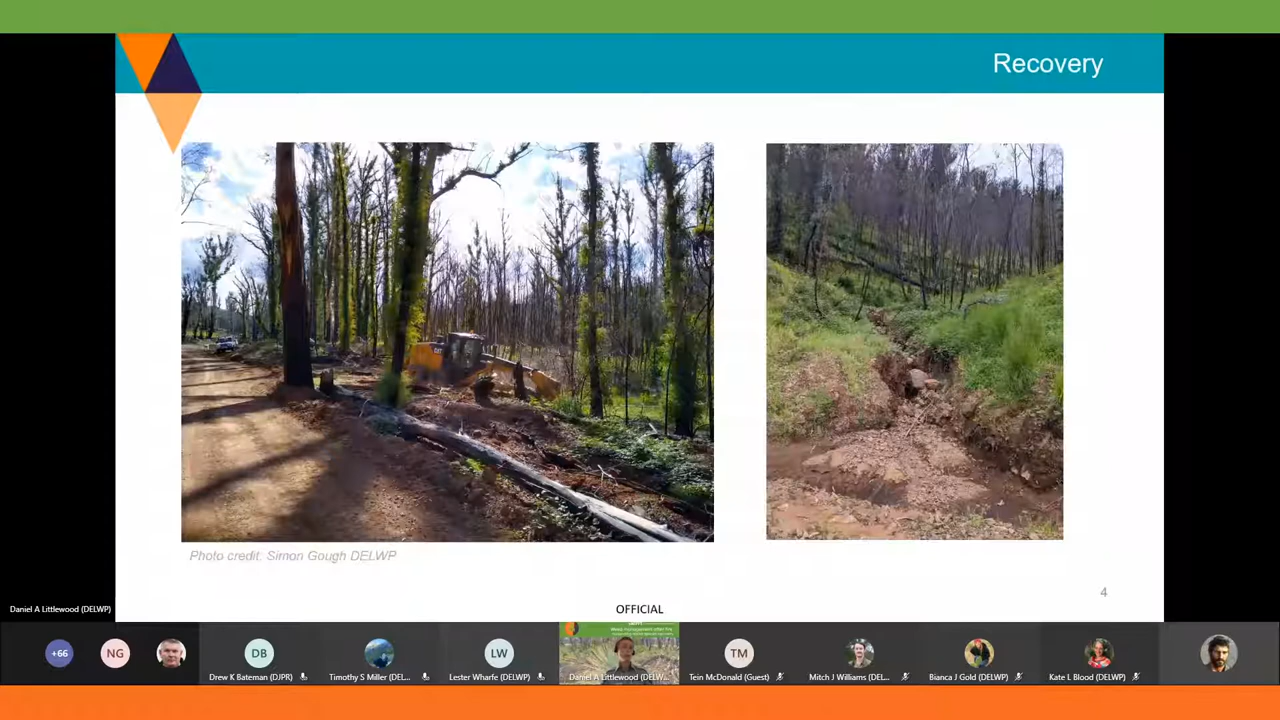 Recovery
Photo credit: Simon Gough DELWP
4
OFFICIAL
Daniel A Littlewood (DELWP)
+66
NG
DB
LW
TM
Drew K Bateman (DJPR)
Timothy S Miller (DEL...
Lester Wharfe (DELWP)
Daniel A Littlewood (DELW...
Tein McDonald (Guest)
Mitch J Williams (DEL...
Bianca J Gold (DELWP)
Kate L Blood (DELWP)